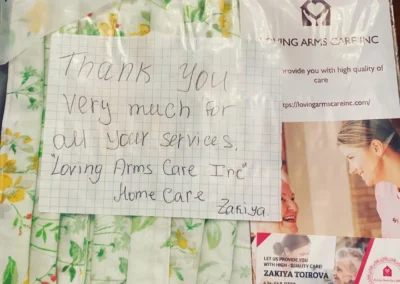 Thank you
very much for
all your services.
"Loving Arms Care Inc"
Home Care
Zakiya.
LOVING ARMS CARE INC
provide you with high quality of
care
https://lovingarmscareinc.com/
LET US PROVIDE YOU
WITH HIGH - QUALITY CARE!
ZAKIYA TOIROVA